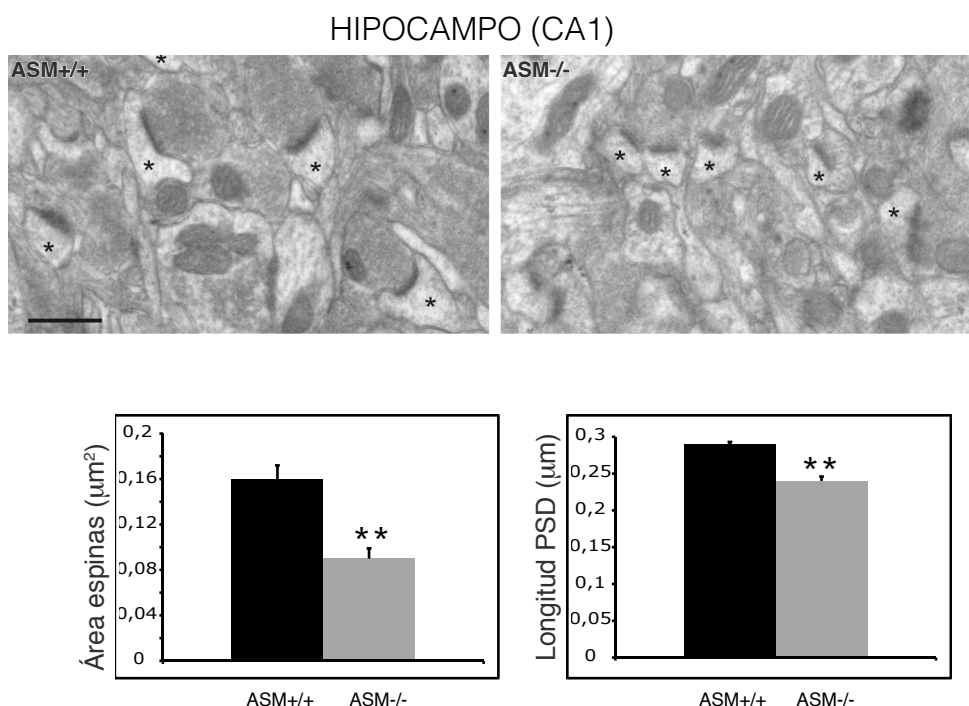 HIPOCAMPO (CA1)
ASM+/+
*
*
*
*
*
ASM-/-
*
*
*
*
*
Área espinas (μm²)
0,2
0,16
0,12
0,08
0,04
0
**
ASM+/+
ASM-/-
Longitud PSD (μm)
0,3
0,25
0,2
0,15
0,1
0,05
0
**
ASM+/+
ASM-/-